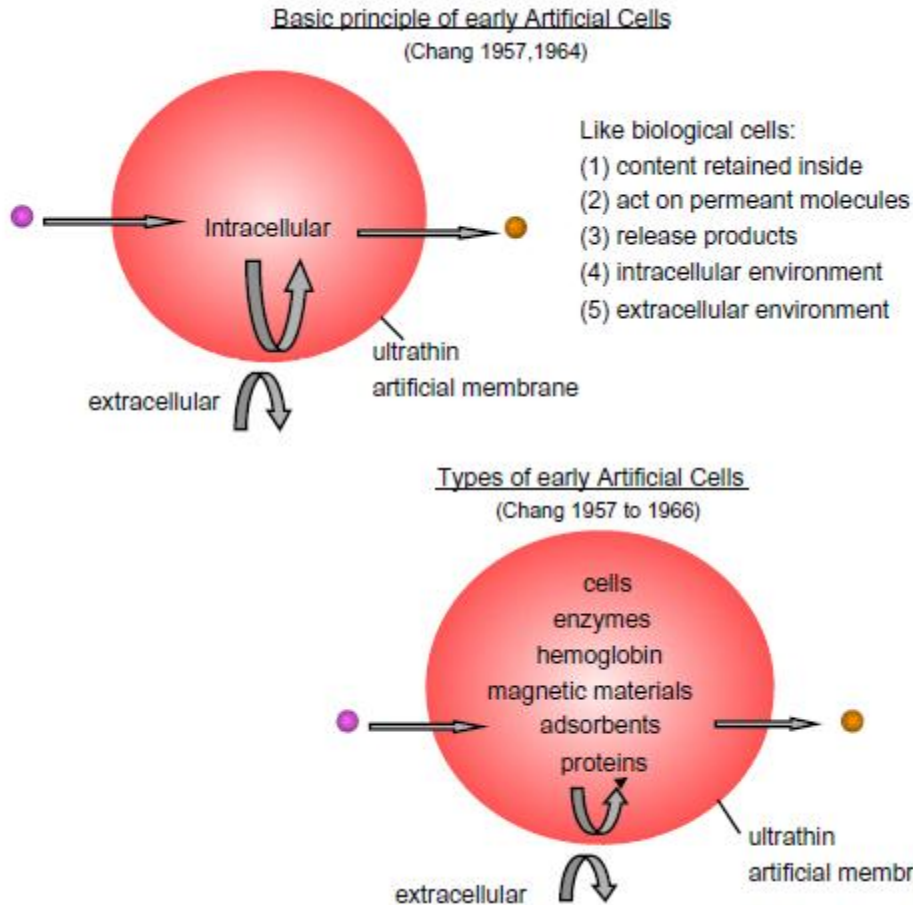 Basic principle of early Artificial Cells
(Chang 1957,1964)
Like biological cells:
(1) content retained inside
(2) act on permeant molecules
(3) release products
(4) intracellular environment
(5) extracellular environment
Intracellular
ultrathin
artificial membrane
extracellular
Types of early Artificial Cells
(Chang 1957 to 1966)
cells
enzymes
hemoglobin
magnetic materials
adsorbents
proteins
ultrathin
artificial membr
extracellular